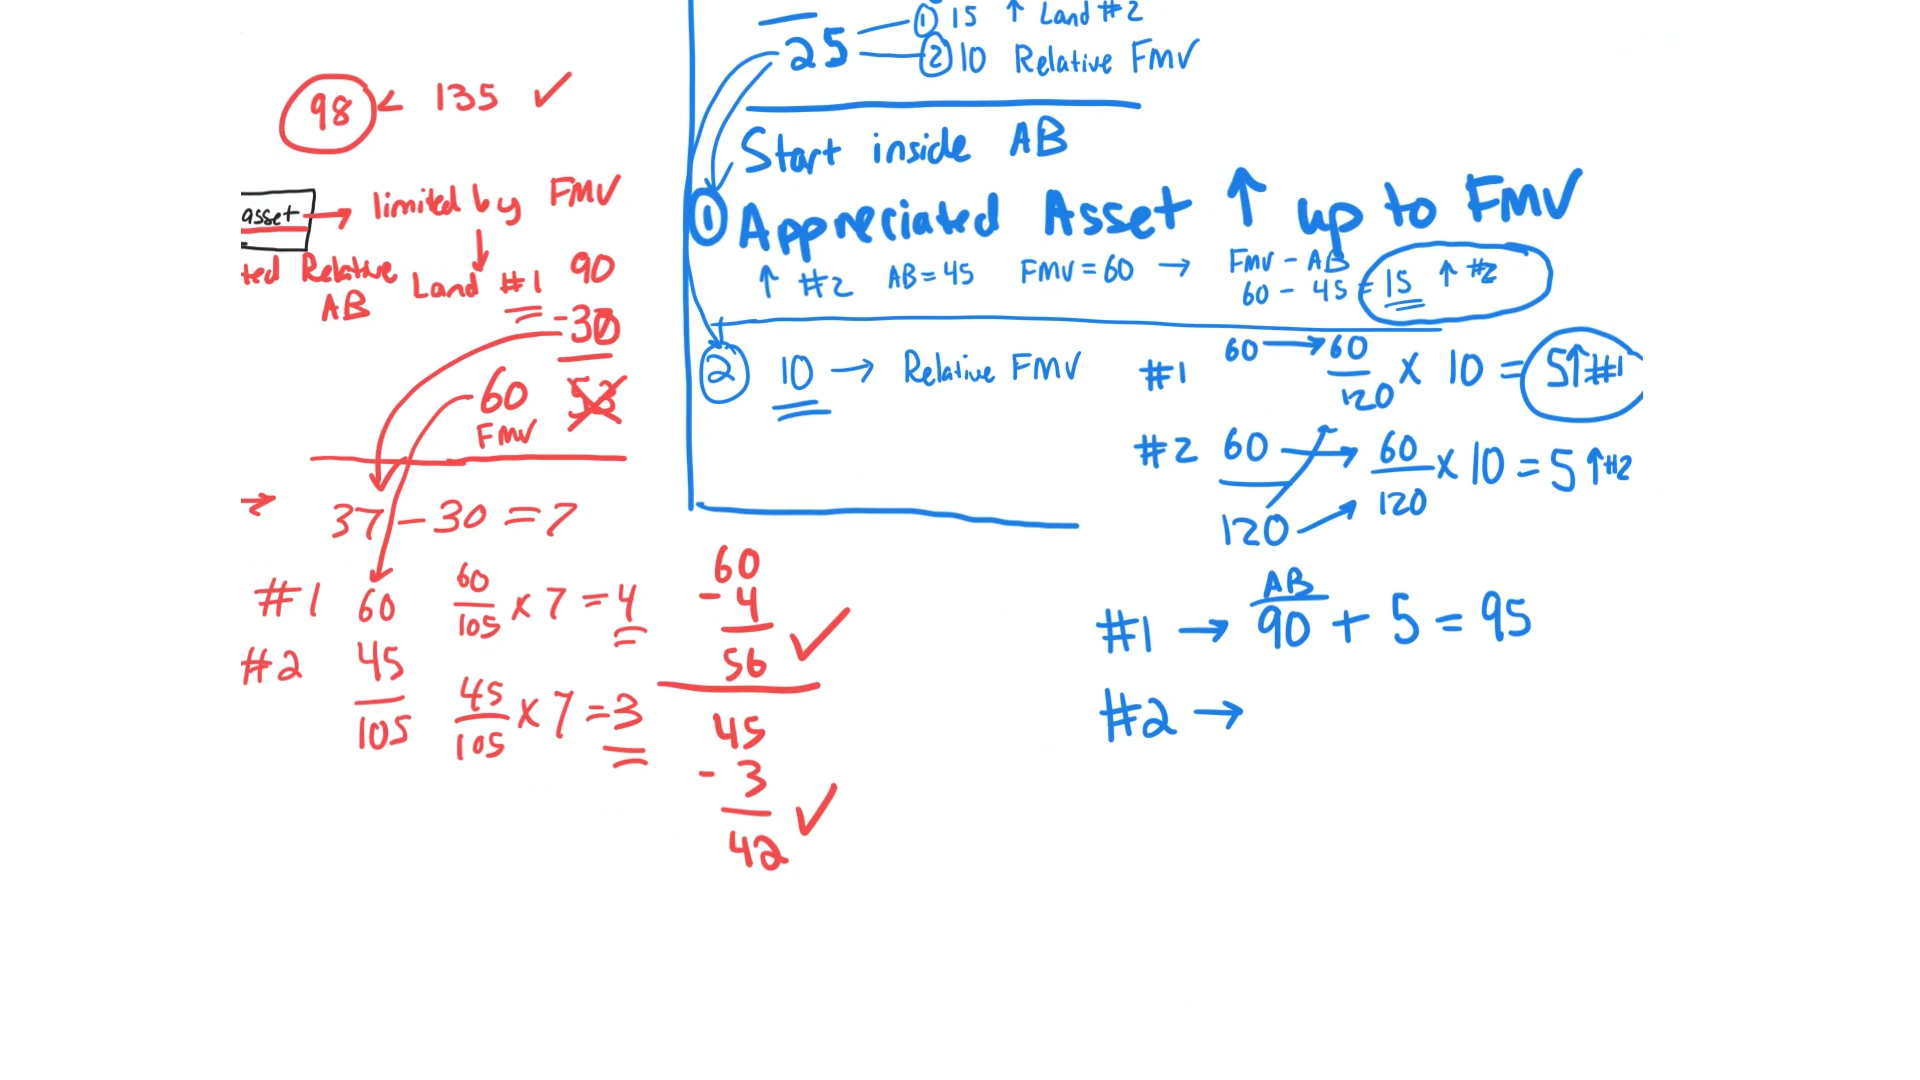 98 ← 135 ✓
asset → limited by FMV
ted Relative AB
Land #1 90
-30
60 53
FMV
37 - 30 = 7
#1 60 60/105 x 7 = 4
#2 45 45/105 x 7 = 3
105
60
- 4
56 ✓
45
- 3
42 ✓
25
① 15 ↑ Land #2
② 10 Relative FMV
Start inside AB
① Appreciated Asset ↑ up to FMV
↑ #2 AB = 45 FMV = 60 → FMV - AB
60 - 45 = 15 ↑ #2
② 10 → Relative FMV
#1 60 → 60/120 x 10 = 5 ↑ #1
#2 60 → 60/120 x 10 = 5 ↑ #2
120
AB
#1 → 90 + 5 = 95
#2 →